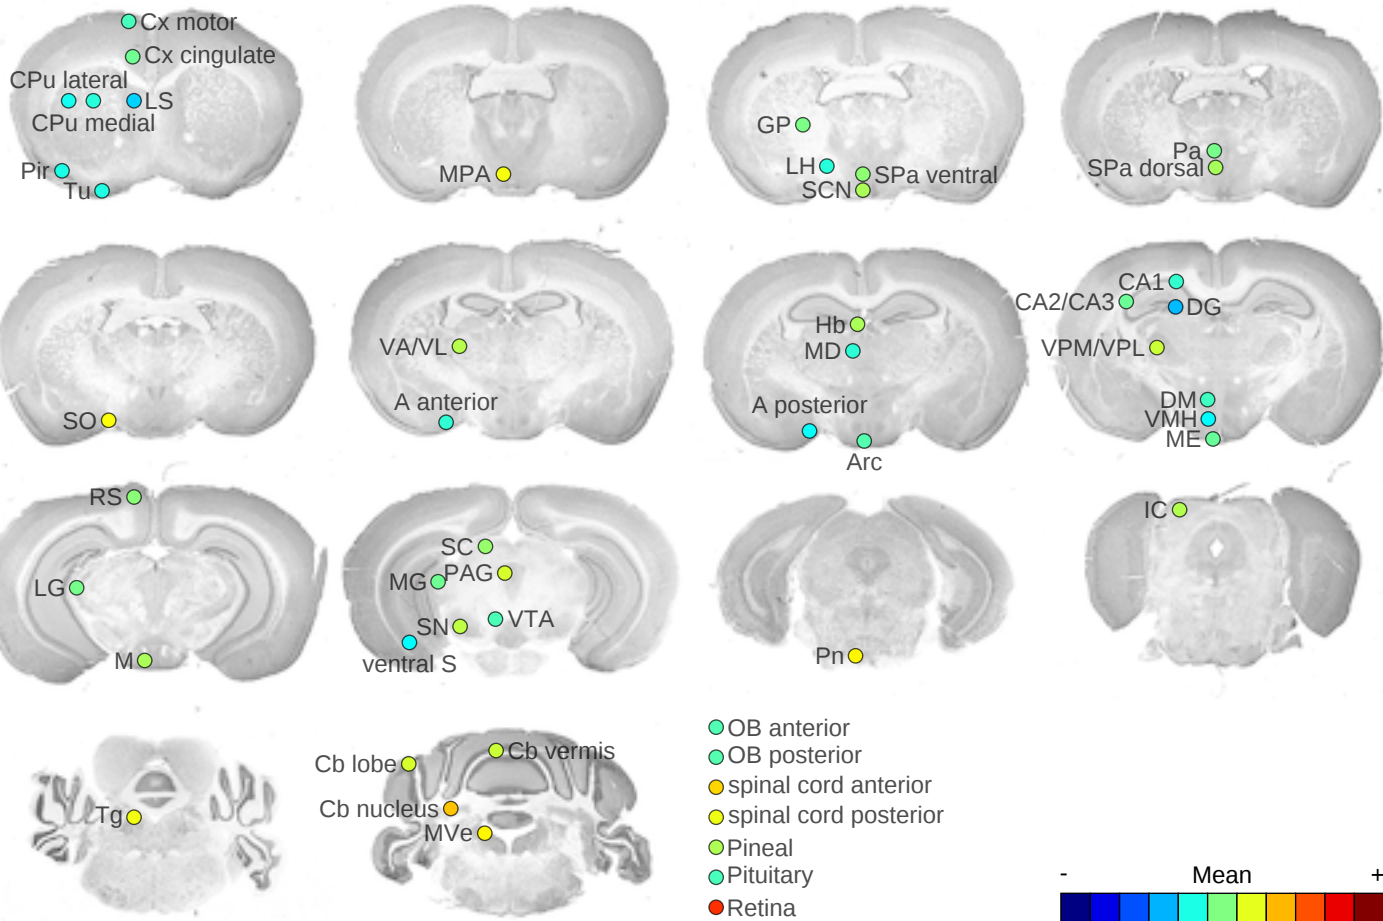 Cx motor
Cx cingulate
CPu lateral
LS
CPu medial
Pir
Tu
MPA
GP
LH
SPa ventral
SCN
Pa
SPa dorsal
SO
VA/VL
A anterior
Hb
MD
A posterior
Arc
CA1
CA2/CA3
DG
VPM/VPL
DM
VMH
ME
RS
LG
M
SC
PAG
MG
SN
VTA
ventral S
Pn
IC
Tg
Cb lobe
Cb vermis
Cb nucleus
MVe
OB anterior
OB posterior
spinal cord anterior
spinal cord posterior
Pineal
Pituitary
Retina
- Mean +